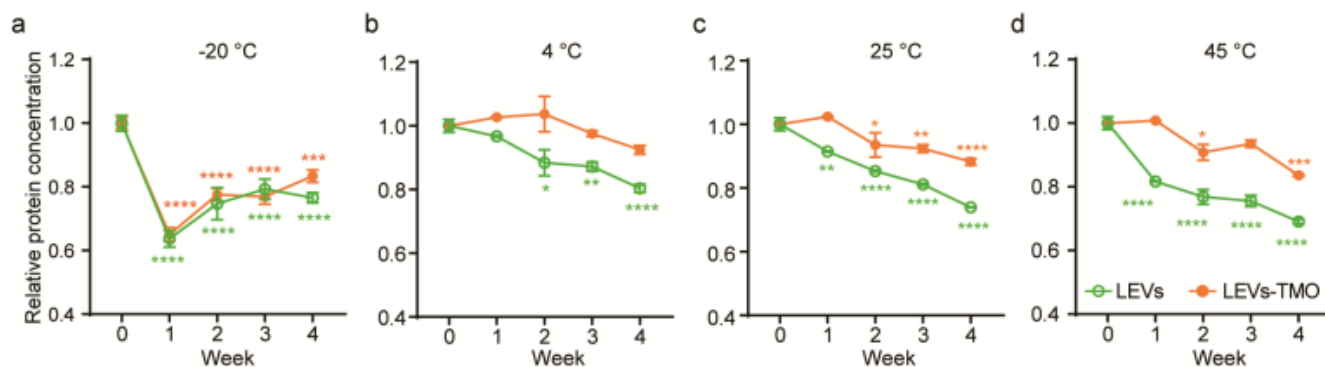 a
-20 °C
b
4 °C
c
25 °C
d
45 °C
Relative protein concentration
1.2
1.0
0.8
0.6
0.4
**** **** **** ***
**** **** **** ****
0 1 2 3 4
Week
1.2
1.0
0.8
0.6
0.4
* ** ****
0 1 2 3 4
Week
1.2
1.0
0.8
0.6
0.4
* ** ****
** **** **** ****
0 1 2 3 4
Week
1.2
1.0
0.8
0.6
0.4
* ***
**** **** **** ****
LEVs LEVs-TMO
0 1 2 3 4
Week